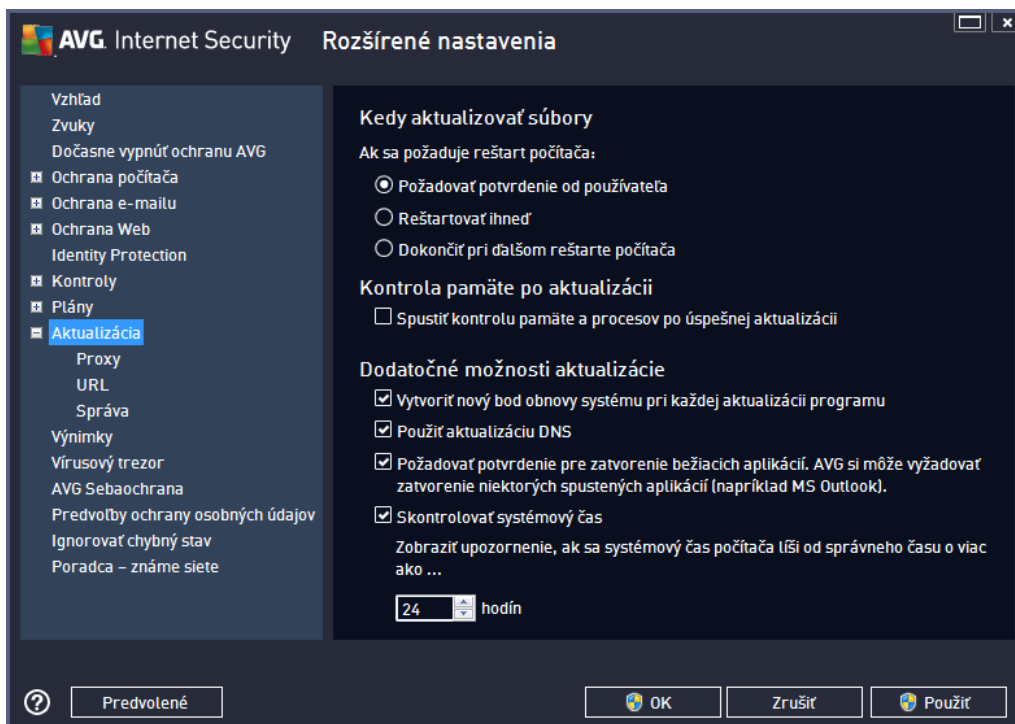 AVG. Internet Security
Rozšírené nastavenia
Vzhľad
Zvuky
Dočasne vypnúť ochranu AVG
Ochrana počítača
Ochrana e-mailu
Ochrana Web
Identity Protection
Kontroly
Plány
Aktualizácia
Proxy
URL
Správa
Výnimky
Vírusový trezor
AVG Sebaochrana
Predvoľby ochrany osobných údajov
Ignorovať chybný stav
Poradca – známe siete
Kedy aktualizovať súbory
Ak sa požaduje reštart počítača:
Požadovať potvrdenie od používateľa
Reštartovať ihneď
Dokončiť pri ďalšom reštarte počítača
Kontrola pamäte po aktualizácii
Spustiť kontrolu pamäte a procesov po úspešnej aktualizácii
Dodatočné možnosti aktualizácie
Vytvoriť nový bod obnovy systému pri každej aktualizácii programu
Použiť aktualizáciu DNS
Požadovať potvrdenie pre zatvorenie bežiacich aplikácií. AVG si môže vyžadovať
zatvorenie niektorých spustených aplikácií (napríklad MS Outlook).
Skontrolovať systémový čas
Zobraziť upozornenie, ak sa systémový čas počítača líši od správneho času o viac
ako ...
24 hodín
Predvolené
OK
Zrušiť
Použiť